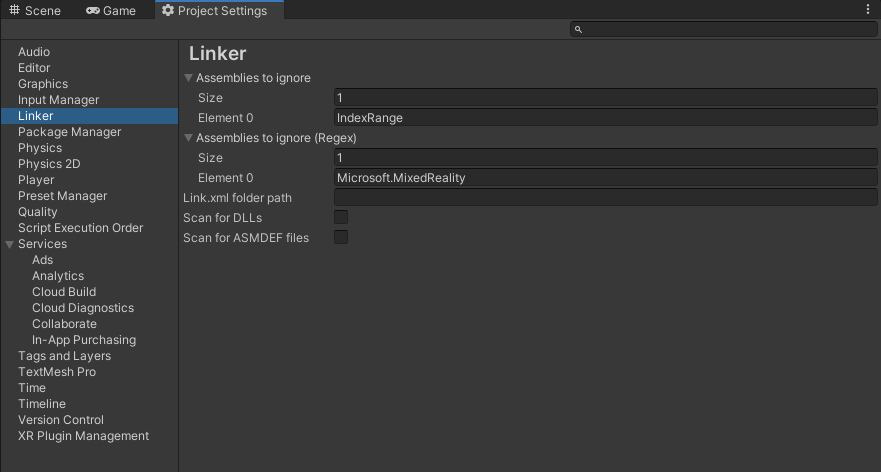 Scene Game Project Settings
Audio
Editor
Graphics
Input Manager
Linker
Package Manager
Physics
Physics 2D
Player
Preset Manager
Quality
Script Execution Order
Services
Ads
Analytics
Cloud Build
Cloud Diagnostics
Collaborate
In-App Purchasing
Tags and Layers
TextMesh Pro
Time
Timeline
Version Control
XR Plugin Management
Linker
Assemblies to ignore
Size 1
Element 0 IndexRange
Assemblies to ignore (Regex)
Size 1
Element 0 Microsoft.MixedReality
Link.xml folder path
Scan for DLLs
Scan for ASMDEF files